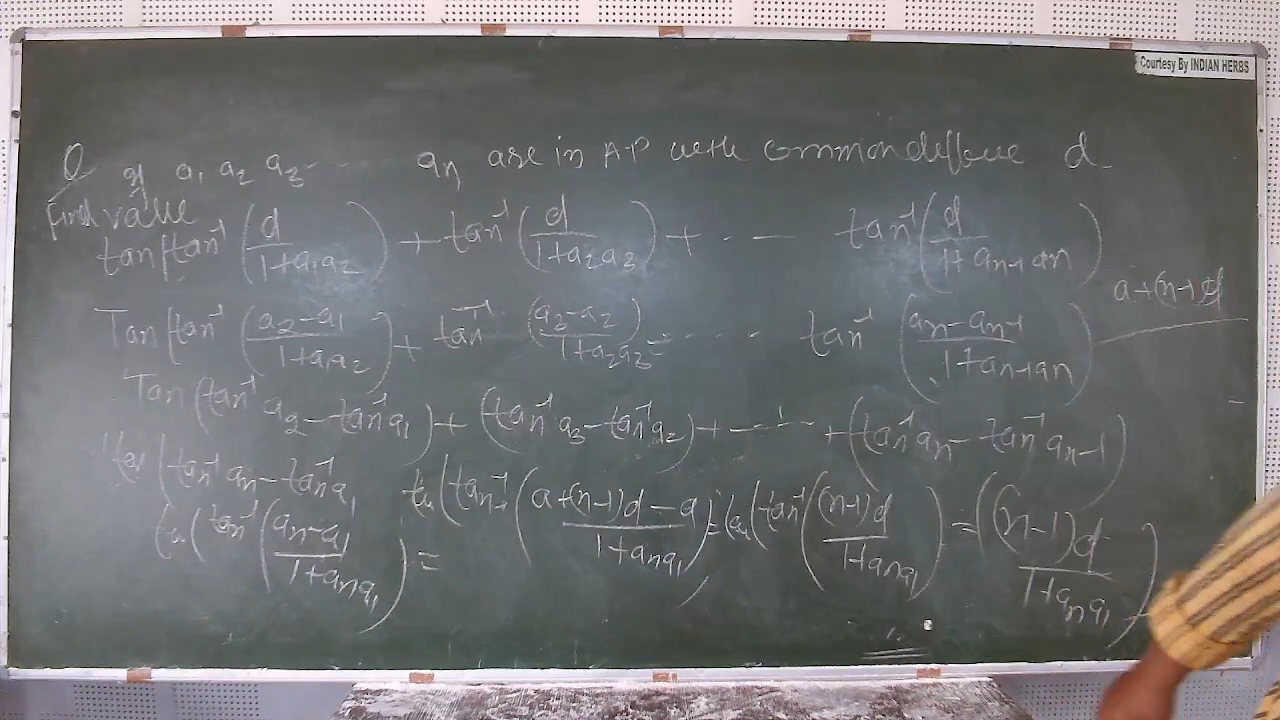 Courtesy By INDIAN HERBS
Q If a₁ a₂ a₃ --- aₙ are in A.P with common diffence d
Find value
tan(tan⁻¹(d/(1+a₁a₂)) + tan⁻¹(d/(1+a₂a₃)) + - - — tan⁻¹(d/(1+aₙ₋₁aₙ))
a+(n-1)d
Tan(tan⁻¹((a₂-a₁)/(1+a₁a₂)) + tan⁻¹((a₃-a₂)/(1+a₂a₃)) - - - - - tan⁻¹((aₙ-aₙ₋₁)/(1+aₙ₋₁aₙ))
Tan(tan⁻¹a₂-tan⁻¹a₁)+(tan⁻¹a₃-tan⁻¹a₂)+-----+(tan⁻¹aₙ-tan⁻¹aₙ₋₁)
tan(tan⁻¹aₙ-tan⁻¹a₁
tan(tan⁻¹((aₙ-a₁)/(1+aₙa₁)) = tan(tan⁻¹((a+(n-1)d-a)/(1+aₙa₁)) = tan(tan⁻¹((n-1)d/(1+aₙa₁)) = ((n-1)d/(1+aₙa₁))